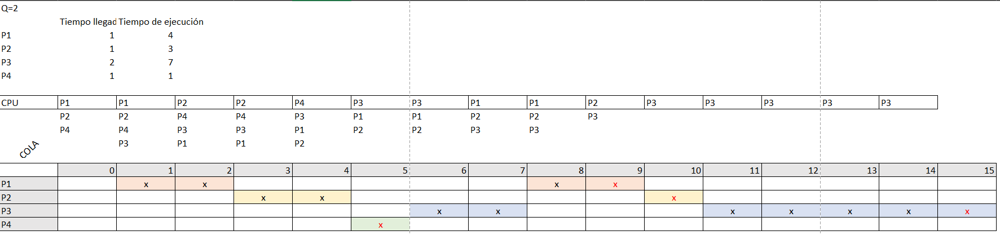 Q=2
Tiempo llegad Tiempo de ejecución
P1 1 4
P2 1 3
P3 2 7
P4 1 1
CPU P1 P1 P2 P2 P4 P3 P3 P1 P1 P2 P3 P3 P3 P3 P3
P2 P2 P4 P4 P3 P1 P1 P2 P2 P3
P4 P4 P3 P3 P1 P2 P2 P3 P3
P3 P1 P1 P2
COLA
0 1 2 3 4 5 6 7 8 9 10 11 12 13 14 15
P1 x x x x
P2 x x x
P3 x x x x x x x
P4 x